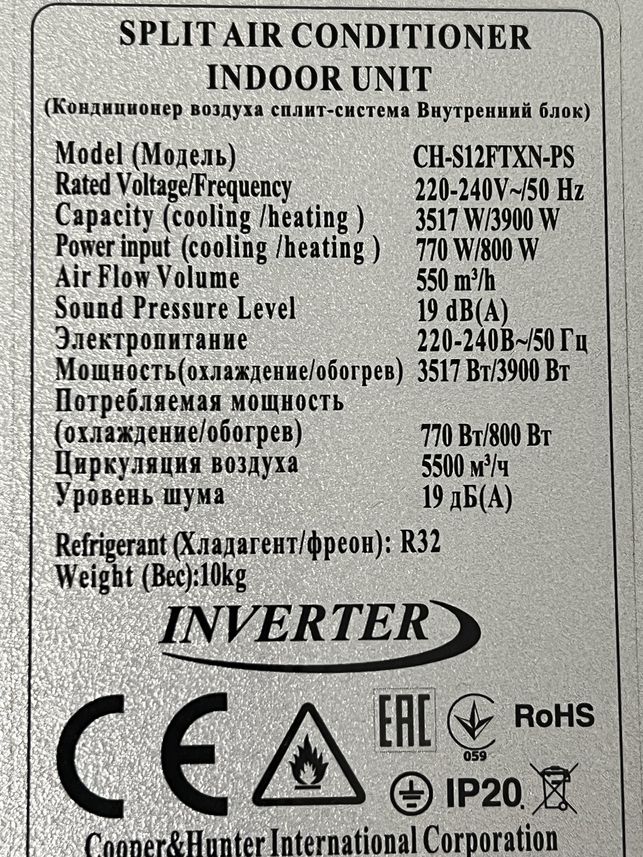 SPLIT AIR CONDITIONER
INDOOR UNIT
(Кондиционер воздуха сплит-система Внутренний блок)
Model (Модель) CH-S12FTXN-PS
Rated Voltage/Frequency 220-240V~/50 Hz
Capacity (cooling /heating ) 3517 W/3900 W
Power input (cooling /heating ) 770 W/800 W
Air Flow Volume 550 m³/h
Sound Pressure Level 19 dB(A)
Электропитание 220-240В~/50 Гц
Мощность(охлаждение/обогрев) 3517 Вт/3900 Вт
Потребляемая мощность
(охлаждение/обогрев) 770 Вт/800 Вт
Циркуляция воздуха 5500 м³/ч
Уровень шума 19 дБ(А)
Refrigerant (Хладагент/фреон): R32
Weight (Вес):10kg
INVERTER
CE EAC 059 RoHS
IP20.
Cooper&Hunter International Corporation